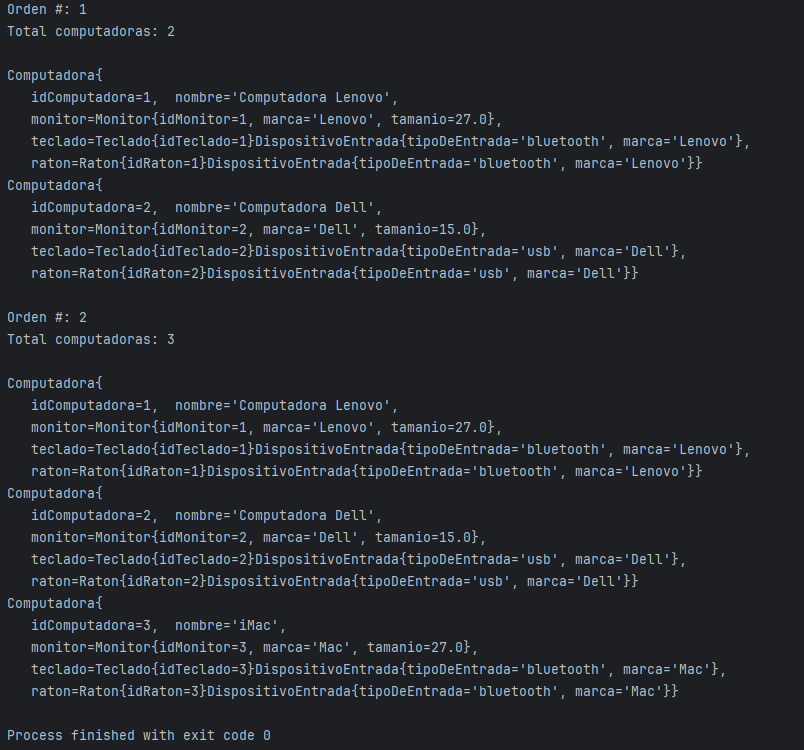 Orden #: 1
Total computadoras: 2
Computadora{
idComputadora=1,  nombre='Computadora Lenovo',
monitor=Monitor{idMonitor=1, marca='Lenovo', tamanio=27.0},
teclado=Teclado{idTeclado=1}DispositivoEntrada{tipoDeEntrada='bluetooth', marca='Lenovo'},
raton=Raton{idRaton=1}DispositivoEntrada{tipoDeEntrada='bluetooth', marca='Lenovo'}}
Computadora{
idComputadora=2,  nombre='Computadora Dell',
monitor=Monitor{idMonitor=2, marca='Dell', tamanio=15.0},
teclado=Teclado{idTeclado=2}DispositivoEntrada{tipoDeEntrada='usb', marca='Dell'},
raton=Raton{idRaton=2}DispositivoEntrada{tipoDeEntrada='usb', marca='Dell'}}
Orden #: 2
Total computadoras: 3
Computadora{
idComputadora=1,  nombre='Computadora Lenovo',
monitor=Monitor{idMonitor=1, marca='Lenovo', tamanio=27.0},
teclado=Teclado{idTeclado=1}DispositivoEntrada{tipoDeEntrada='bluetooth', marca='Lenovo'},
raton=Raton{idRaton=1}DispositivoEntrada{tipoDeEntrada='bluetooth', marca='Lenovo'}}
Computadora{
idComputadora=2,  nombre='Computadora Dell',
monitor=Monitor{idMonitor=2, marca='Dell', tamanio=15.0},
teclado=Teclado{idTeclado=2}DispositivoEntrada{tipoDeEntrada='usb', marca='Dell'},
raton=Raton{idRaton=2}DispositivoEntrada{tipoDeEntrada='usb', marca='Dell'}}
Computadora{
idComputadora=3,  nombre='iMac',
monitor=Monitor{idMonitor=3, marca='Mac', tamanio=27.0},
teclado=Teclado{idTeclado=3}DispositivoEntrada{tipoDeEntrada='bluetooth', marca='Mac'},
raton=Raton{idRaton=3}DispositivoEntrada{tipoDeEntrada='bluetooth', marca='Mac'}}
Process finished with exit code 0